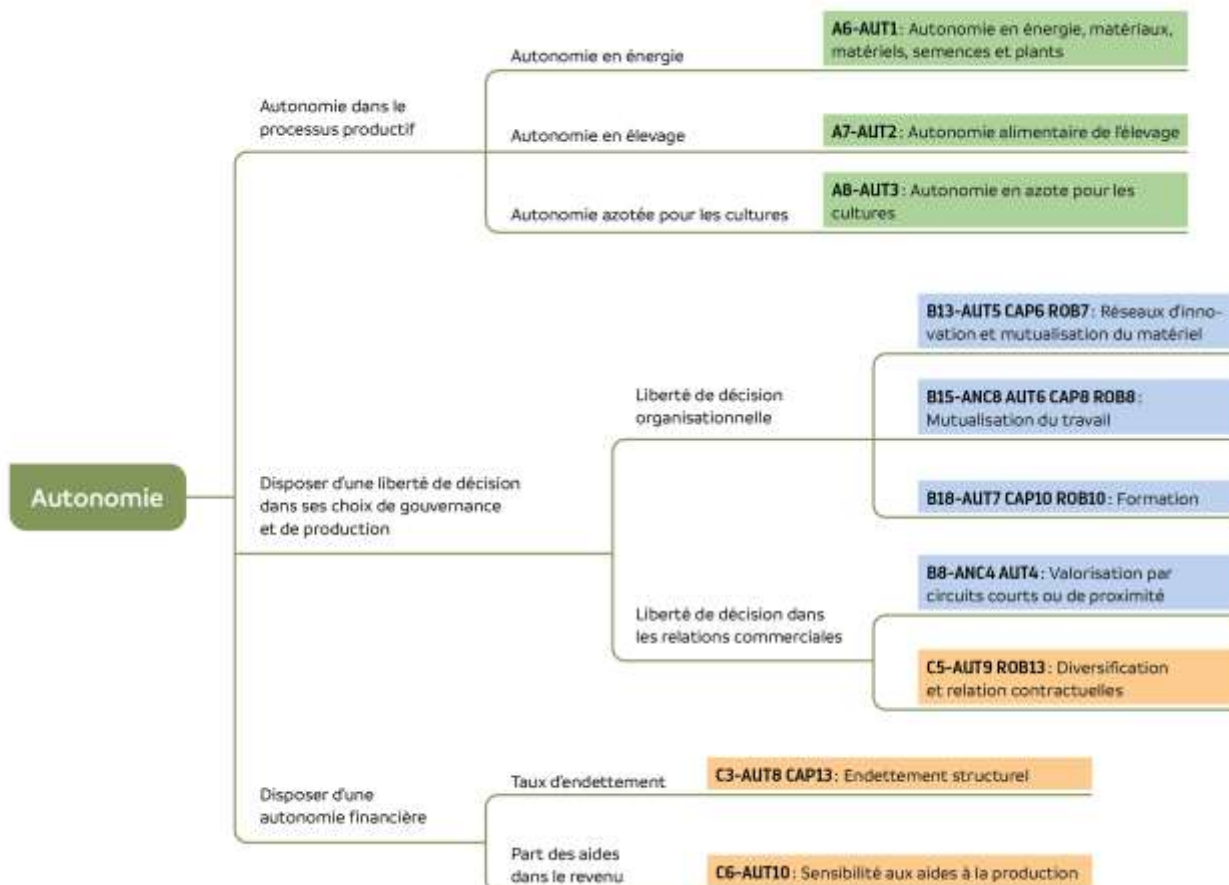 Autonomie
Autonomie dans le
processus productif
Autonomie en énergie
A6-AUT1 : Autonomie en énergie, matériaux,
matériels, semences et plants
Autonomie en élevage
A7-AUT2 : Autonomie alimentaire de l'élevage
Autonomie azotée pour les cultures
A8-AUT3 : Autonomie en azote pour les
cultures
Disposer d'une liberté de décision
dans ses choix de gouvernance
et de production
Liberté de décision
organisationnelle
B13-AUT5 CAP6 ROB7 : Réseaux d'inno-
vation et mutualisation du matériel
B15-ANC8 AUT6 CAP8 ROB8 :
Mutualisation du travail
B18-AUT7 CAP10 ROB10 : Formation
Liberté de décision dans
les relations commerciales
B8-ANC4 AUT4 : Valorisation par
circuits courts ou de proximité
C5-AUT9 ROB13 : Diversification
et relation contractuelles
Disposer d'une
autonomie financière
Taux d'endettement
C3-AUT8 CAP13 : Endettement structurel
Part des aides
dans le revenu
C6-AUT10 : Sensibilité aux aides à la production